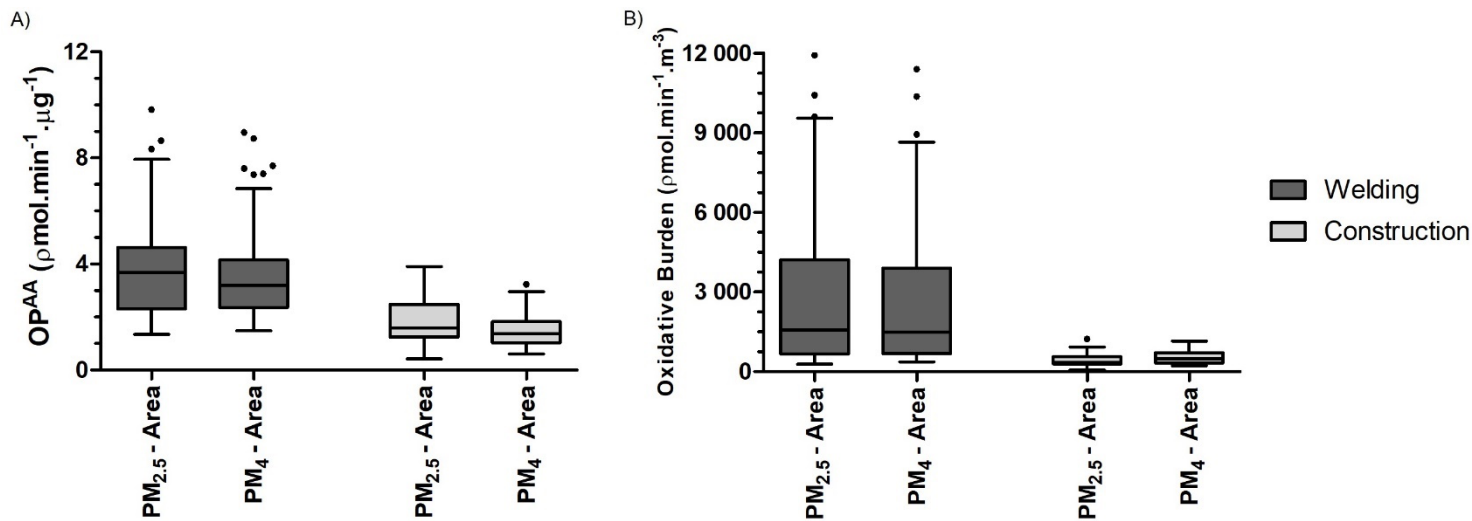 A)
OP^AA (ρmol.min⁻¹.µg⁻¹)
12
8
4
0
PM₂.₅ - Area
PM₄ - Area
PM₂.₅ - Area
PM₄ - Area
B)
Oxidative Burden (ρmol.min⁻¹.m⁻³)
12 000
9 000
6 000
3 000
0
PM₂.₅ - Area
PM₄ - Area
PM₂.₅ - Area
PM₄ - Area
Welding
Construction